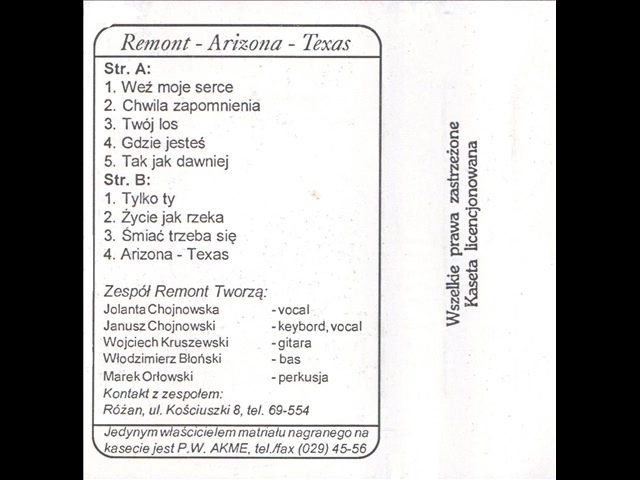 Remont - Arizona - Texas
Str. A:
1. Weź moje serce
2. Chwila zapomnienia
3. Twój los
4. Gdzie jesteś
5. Tak jak dawniej
Str. B:
1. Tylko ty
2. Życie jak rzeka
3. Śmiać trzeba się
4. Arizona - Texas
Zespół Remont Tworzą:
Jolanta Chojnowska - vocal
Janusz Chojnowski - keybord, vocal
Wojciech Kruszewski - gitara
Włodzimierz Błoński - bas
Marek Orłowski - perkusja
Kontakt z zespołem:
Różan, ul. Kościuszki 8, tel. 69-554
Jedynym właścicielem matriału nagranego na
kasecie jest P.W. AKME, tel./fax (029) 45-56
Wszelkie prawa zastrzeżone
Kaseta licencjonowana